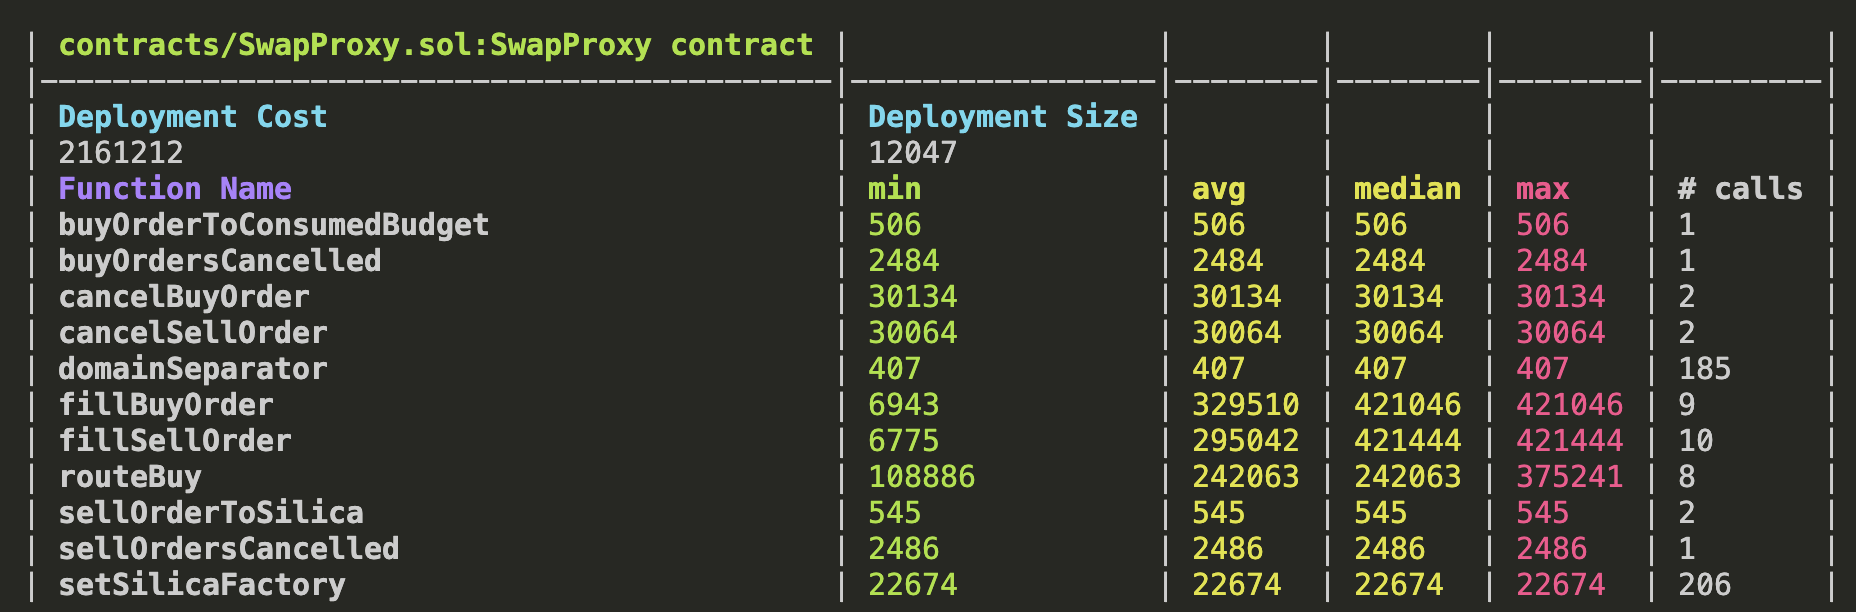 | contracts/SwapProxy.sol:SwapProxy contract | | | | | |
|--------------------------------------------|-----------------|--------|--------|--------|---------|
| Deployment Cost | Deployment Size | | | | |
| 2161212 | 12047 | | | | |
| Function Name | min | avg | median | max | # calls |
| buyOrderToConsumedBudget | 506 | 506 | 506 | 506 | 1 |
| buyOrdersCancelled | 2484 | 2484 | 2484 | 2484 | 1 |
| cancelBuyOrder | 30134 | 30134 | 30134 | 30134 | 2 |
| cancelSellOrder | 30064 | 30064 | 30064 | 30064 | 2 |
| domainSeparator | 407 | 407 | 407 | 407 | 185 |
| fillBuyOrder | 6943 | 329510 | 421046 | 421046 | 9 |
| fillSellOrder | 6775 | 295042 | 421444 | 421444 | 10 |
| routeBuy | 108886 | 242063 | 242063 | 375241 | 8 |
| sellOrderToSilica | 545 | 545 | 545 | 545 | 2 |
| sellOrdersCancelled | 2486 | 2486 | 2486 | 2486 | 1 |
| setSilicaFactory | 22674 | 22674 | 22674 | 22674 | 206 |